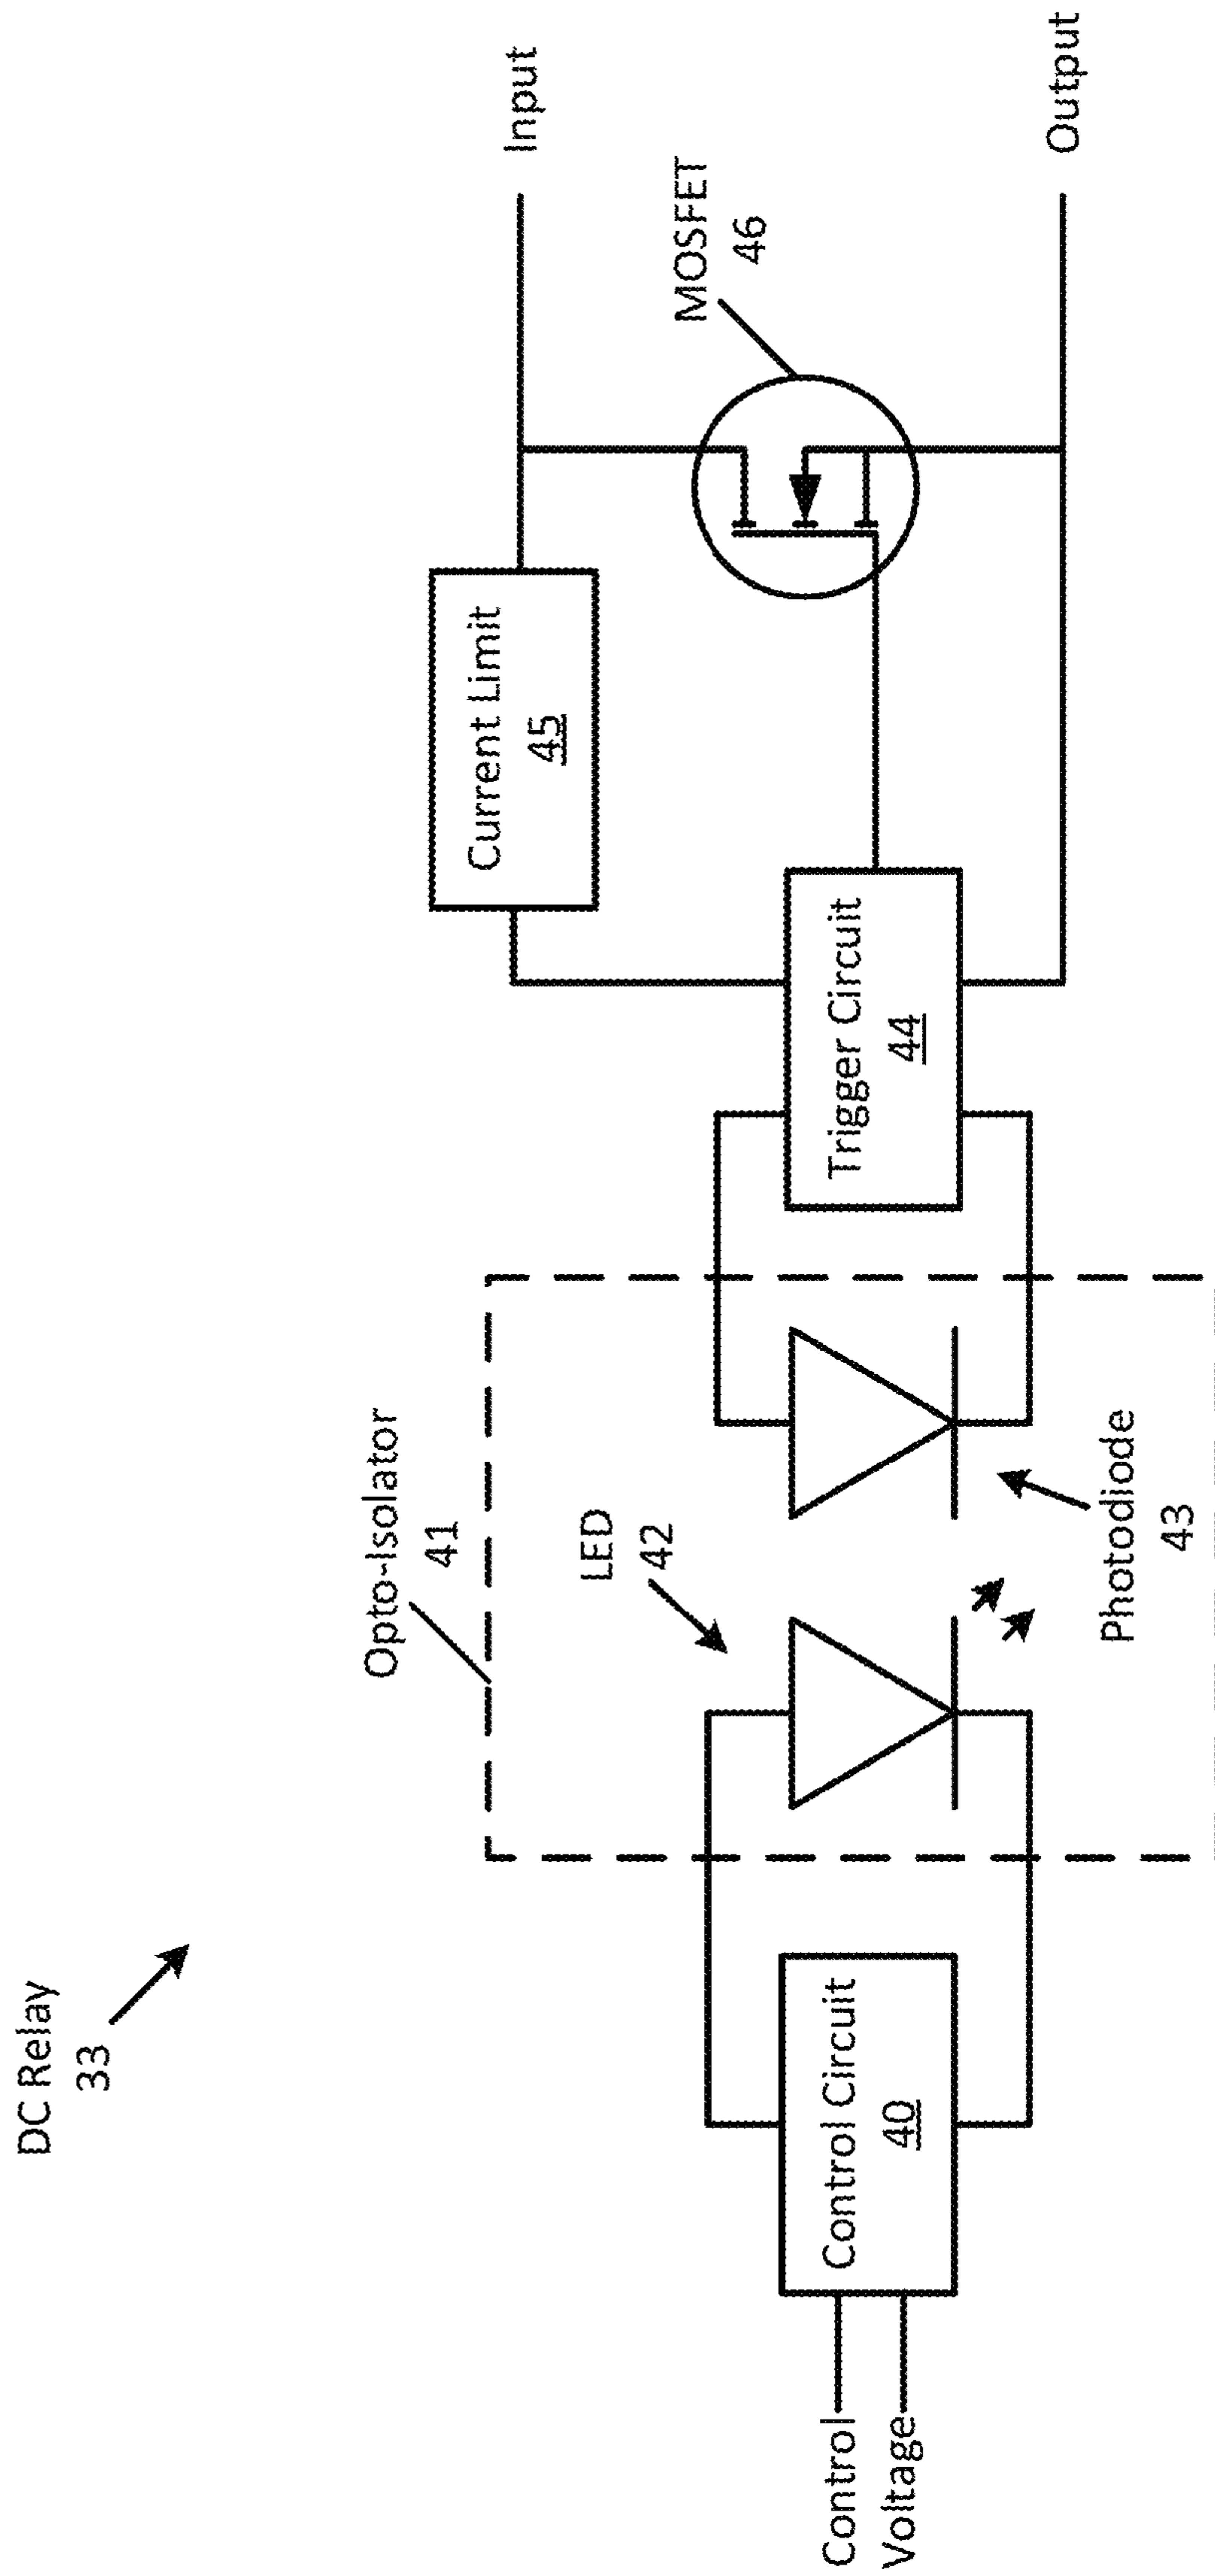 DC Relay
33
Opto-Isolator
41
LED
42
Photodiode
43
Control
Voltage
Control Circuit
40
Trigger Circuit
44
Current Limit
45
MOSFET
46
Input
Output